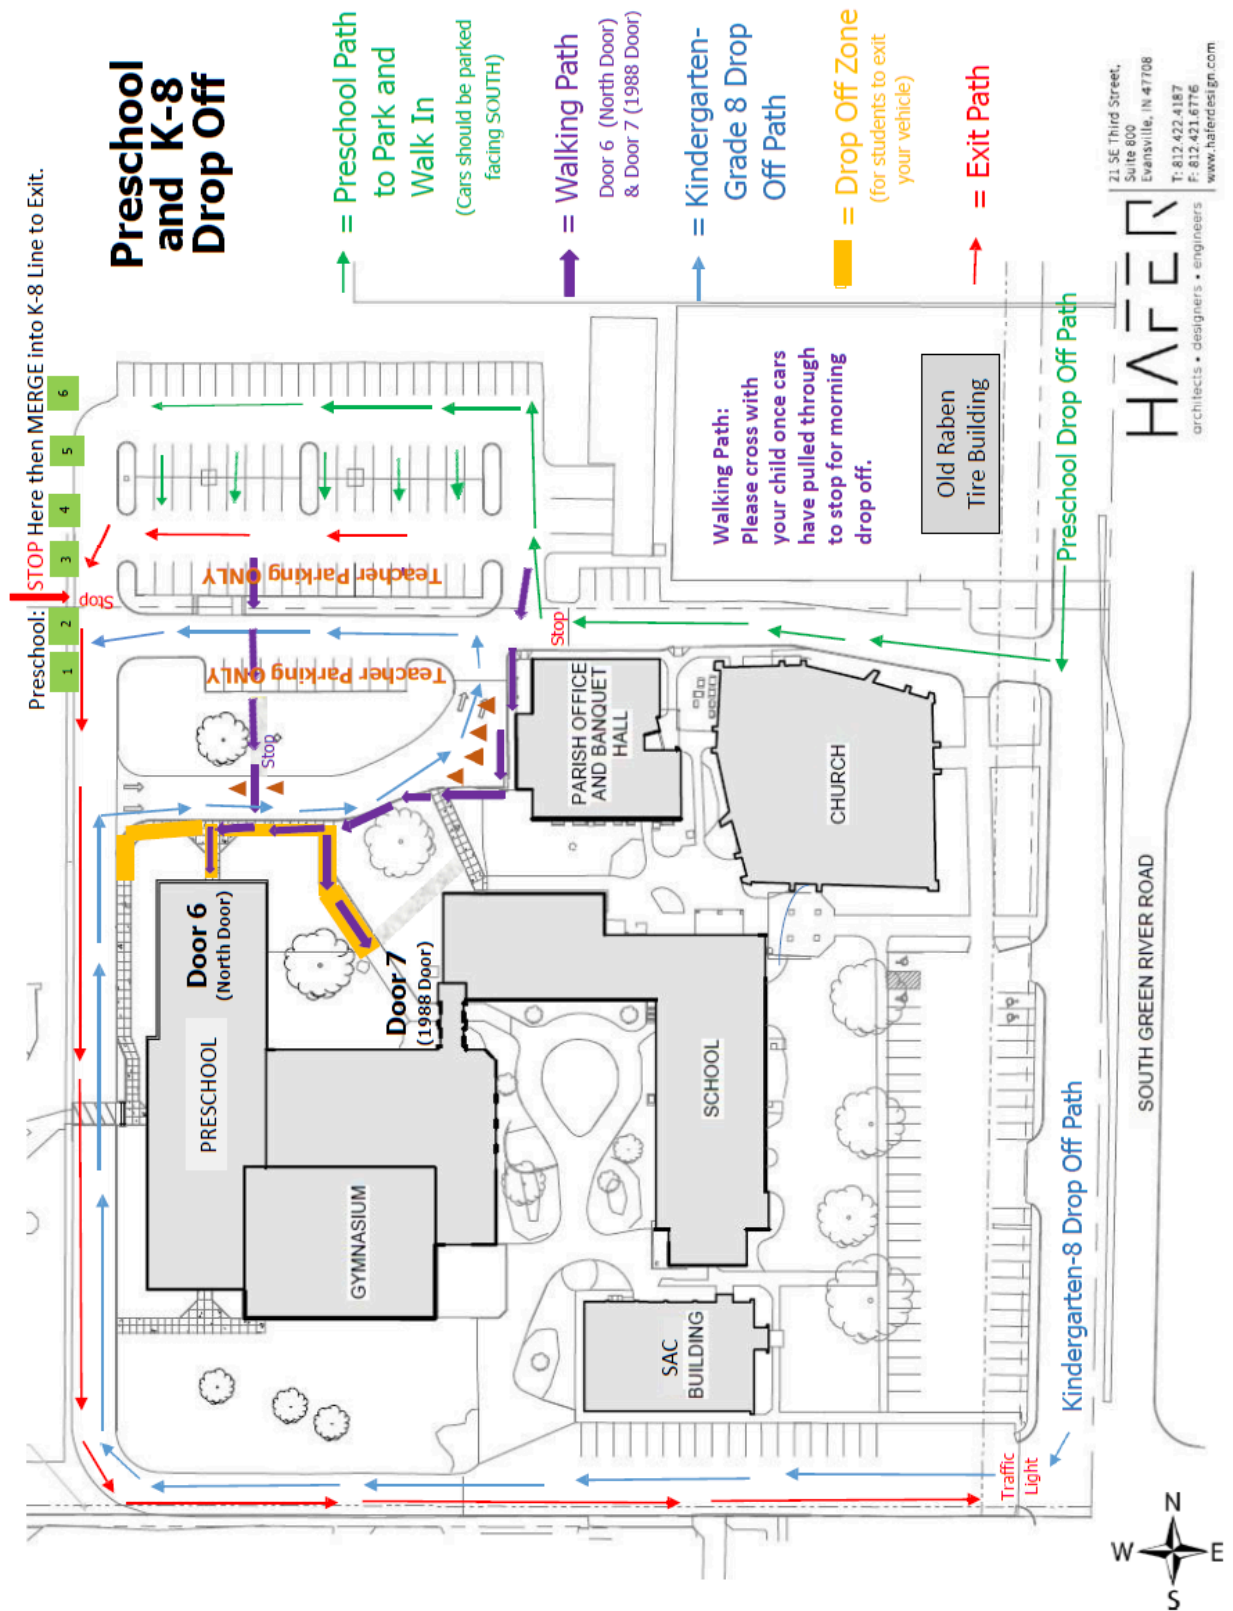 Preschool
and K-8
Drop Off
Preschool: STOP Here then MERGE into K-8 Line to Exit.
1
2
3
4
5
6
Stop
= Preschool Path
to Park and
Walk In
(Cars should be parked
facing SOUTH)
= Walking Path
Door 6 (North Door)
& Door 7 (1988 Door)
= Kindergarten-
Grade 8 Drop
Off Path
= Drop Off Zone
(for students to exit
your vehicle)
= Exit Path
Teacher Parking ONLY
Teacher Parking ONLY
Stop
Stop
Walking Path:
Please cross with
your child once cars
have pulled through
to stop for morning
drop off.
Old Raben
Tire Building
Preschool Drop Off Path
PARISH OFFICE
AND BANQUET
HALL
CHURCH
Door 6
(North Door)
PRESCHOOL
Door 7
(1988 Door)
GYMNASIUM
SCHOOL
SAC
BUILDING
Traffic
Light
Kindergarten-8 Drop Off Path
SOUTH GREEN RIVER ROAD
HAFER
architects • designers • engineers
21 SE Third Street,
Suite 800
Evansville, IN 47708
T: 812.422.4187
F: 812.421.6776
www.haferdesign.com
N
W
E
S